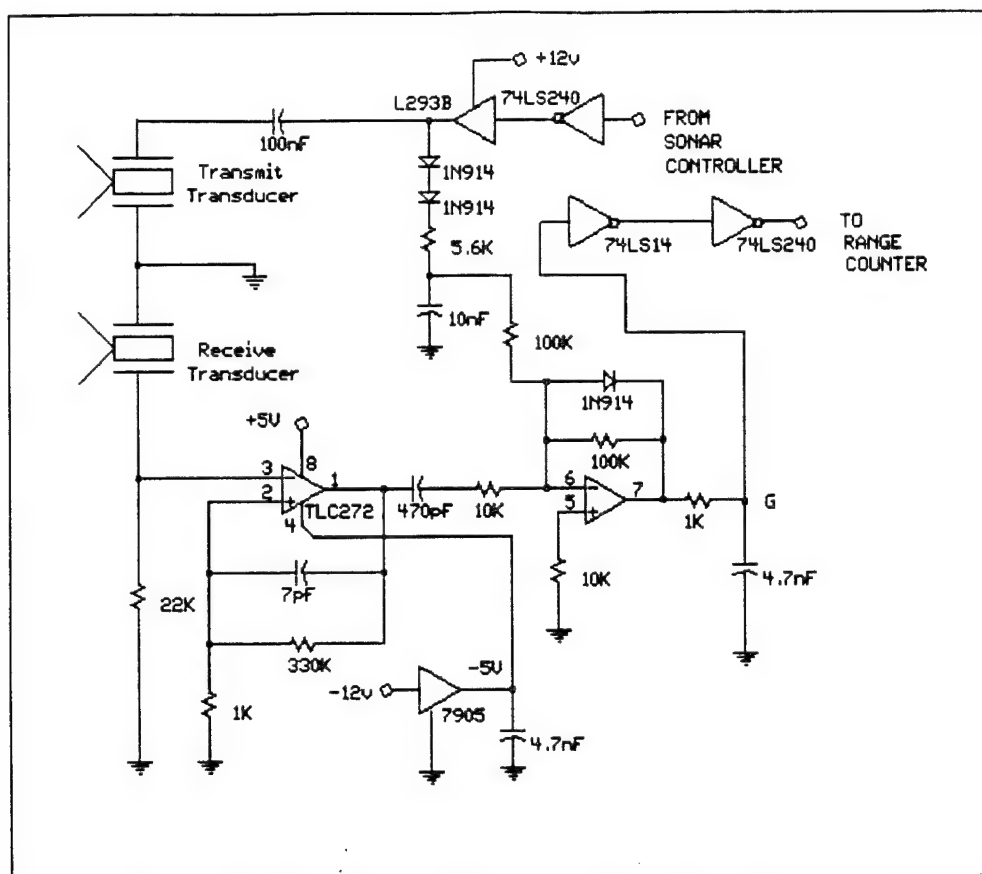 +12v
L293B
74LS240
FROM
SONAR
CONTROLLER
100nF
Transmit
Transducer
1N914
1N914
5.6K
10nF
74LS14
74LS240
TO
RANGE
COUNTER
Receive
Transducer
100K
1N914
100K
+5V
3
8
1
2
4
TLC272
470pF
10K
6
5
7
1K
G
10K
4.7nF
7pF
22K
330K
1K
-12v
7905
-5V
4.7nF